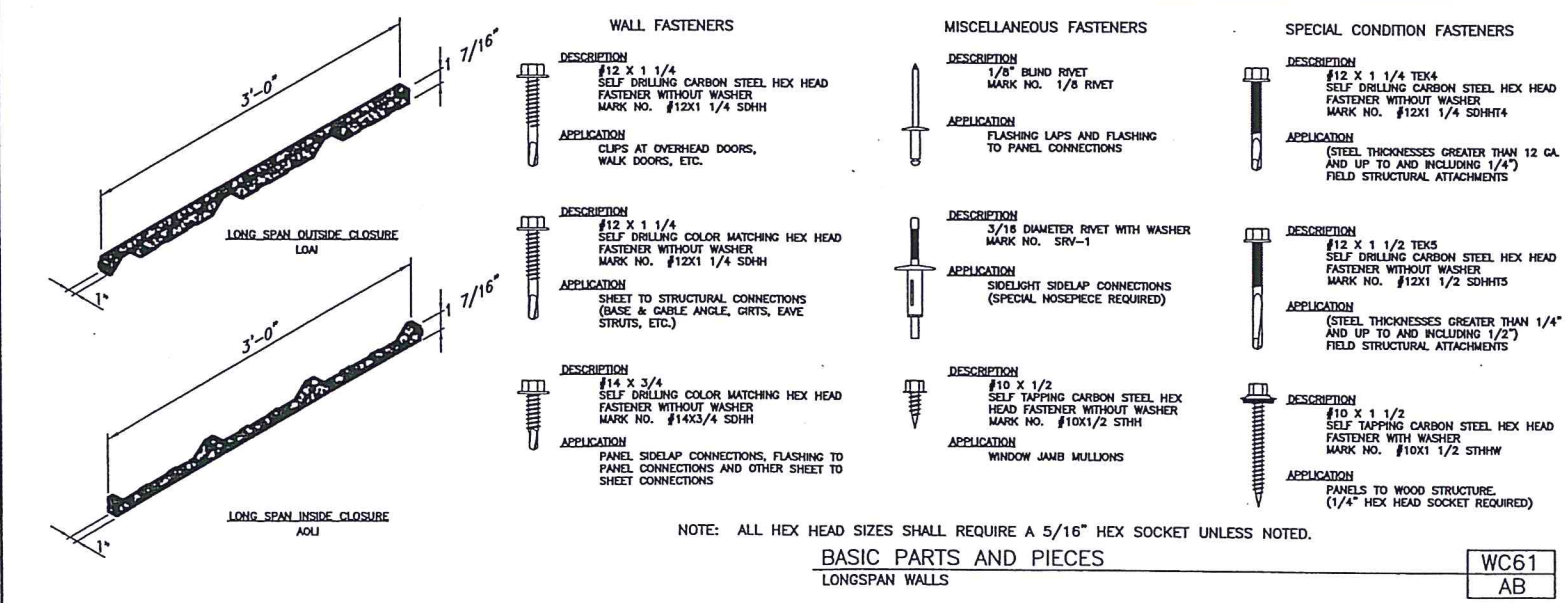 3'-0"
1 7/16"
1"
LONG SPAN OUTSIDE CLOSURE
LOAI
3'-0"
1 7/16"
1"
LONG SPAN INSIDE CLOSURE
AOLI
WALL FASTENERS
DESCRIPTION
#12 X 1 1/4
SELF DRILLING CARBON STEEL HEX HEAD
FASTENER WITHOUT WASHER
MARK NO. #12X1 1/4 SDHH
APPLICATION
CLIPS AT OVERHEAD DOORS,
WALK DOORS, ETC.
DESCRIPTION
#12 X 1 1/4
SELF DRILLING COLOR MATCHING HEX HEAD
FASTENER WITHOUT WASHER
MARK NO. #12X1 1/4 SDHH
APPLICATION
SHEET TO STRUCTURAL CONNECTIONS
(BASE & GABLE ANGLE, GIRTS, EAVE
STRUTS, ETC.)
DESCRIPTION
#14 X 3/4
SELF DRILLING COLOR MATCHING HEX HEAD
FASTENER WITHOUT WASHER
MARK NO. #14X3/4 SDHH
APPLICATION
PANEL SIDELAP CONNECTIONS, FLASHING TO
PANEL CONNECTIONS AND OTHER SHEET TO
SHEET CONNECTIONS
MISCELLANEOUS FASTENERS
DESCRIPTION
1/8" BLIND RIVET
MARK NO. 1/8 RIVET
APPLICATION
FLASHING LAPS AND FLASHING
TO PANEL CONNECTIONS
DESCRIPTION
3/16 DIAMETER RIVET WITH WASHER
MARK NO. SRV-1
APPLICATION
SIDELIGHT SIDELAP CONNECTIONS
(SPECIAL NOSEPIECE REQUIRED)
DESCRIPTION
#10 X 1/2
SELF TAPPING CARBON STEEL HEX
HEAD FASTENER WITHOUT WASHER
MARK NO. #10X1/2 STHH
APPLICATION
WINDOW JAMB MULLIONS
SPECIAL CONDITION FASTENERS
DESCRIPTION
#12 X 1 1/4 TEK4
SELF DRILLING CARBON STEEL HEX HEAD
FASTENER WITHOUT WASHER
MARK NO. #12X1 1/4 SDHHT4
APPLICATION
(STEEL THICKNESSES GREATER THAN 12 GA.
AND UP TO AND INCLUDING 1/4")
FIELD STRUCTURAL ATTACHMENTS
DESCRIPTION
#12 X 1 1/2 TEK5
SELF DRILLING CARBON STEEL HEX HEAD
FASTENER WITHOUT WASHER
MARK NO. #12X1 1/2 SDHHT5
APPLICATION
(STEEL THICKNESSES GREATER THAN 1/4"
AND UP TO AND INCLUDING 1/2")
FIELD STRUCTURAL ATTACHMENTS
DESCRIPTION
#10 X 1 1/2
SELF TAPPING CARBON STEEL HEX HEAD
FASTENER WITH WASHER
MARK NO. #10X1 1/2 STHHW
APPLICATION
PANELS TO WOOD STRUCTURE.
(1/4" HEX HEAD SOCKET REQUIRED)
NOTE: ALL HEX HEAD SIZES SHALL REQUIRE A 5/16" HEX SOCKET UNLESS NOTED.
BASIC PARTS AND PIECES
LONGSPAN WALLS
WC61
AB